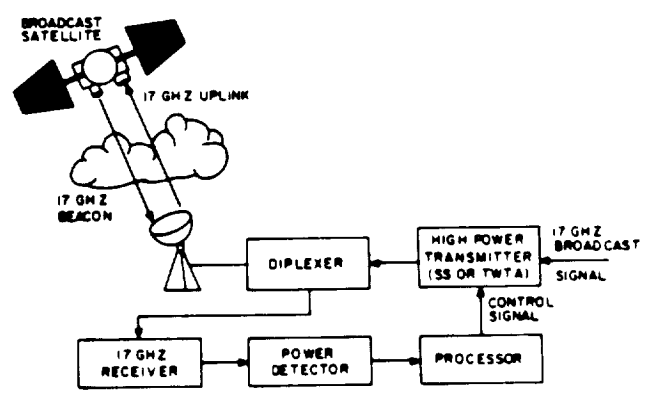 BROADCAST
SATELLITE
17 GHZ UPLINK
17 GHZ
BEACON
DIPLEXER
HIGH POWER
TRANSMITTER
(SS OR TWTA)
17 GHZ
BROADCAST
SIGNAL
CONTROL
SIGNAL
17 GHZ
RECEIVER
POWER
DETECTOR
PROCESSOR